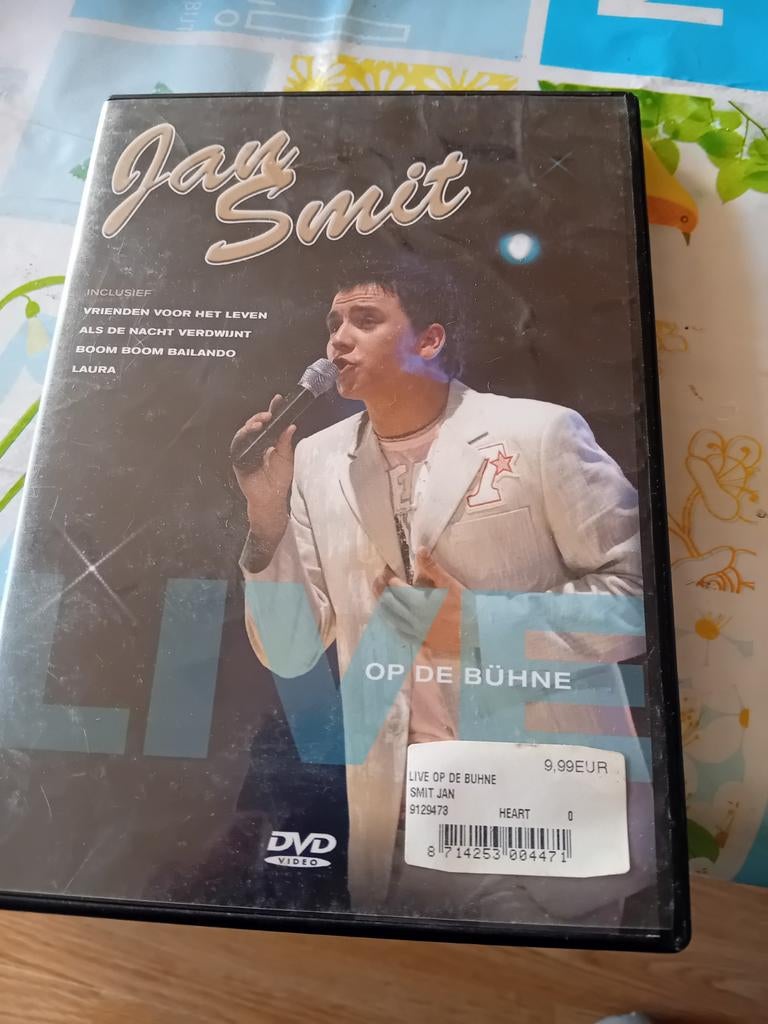 Jan
Smit
INCLUSIEF
VRIENDEN VOOR HET LEVEN
ALS DE NACHT VERDWIJNT
BOOM BOOM BAILANDO
LAURA
LIVE
OP DE BÜHNE
9,99EUR
LIVE OP DE BUHNE
SMIT JAN
9129473 HEART 0
8 714253 004471
DVD
VIDEO